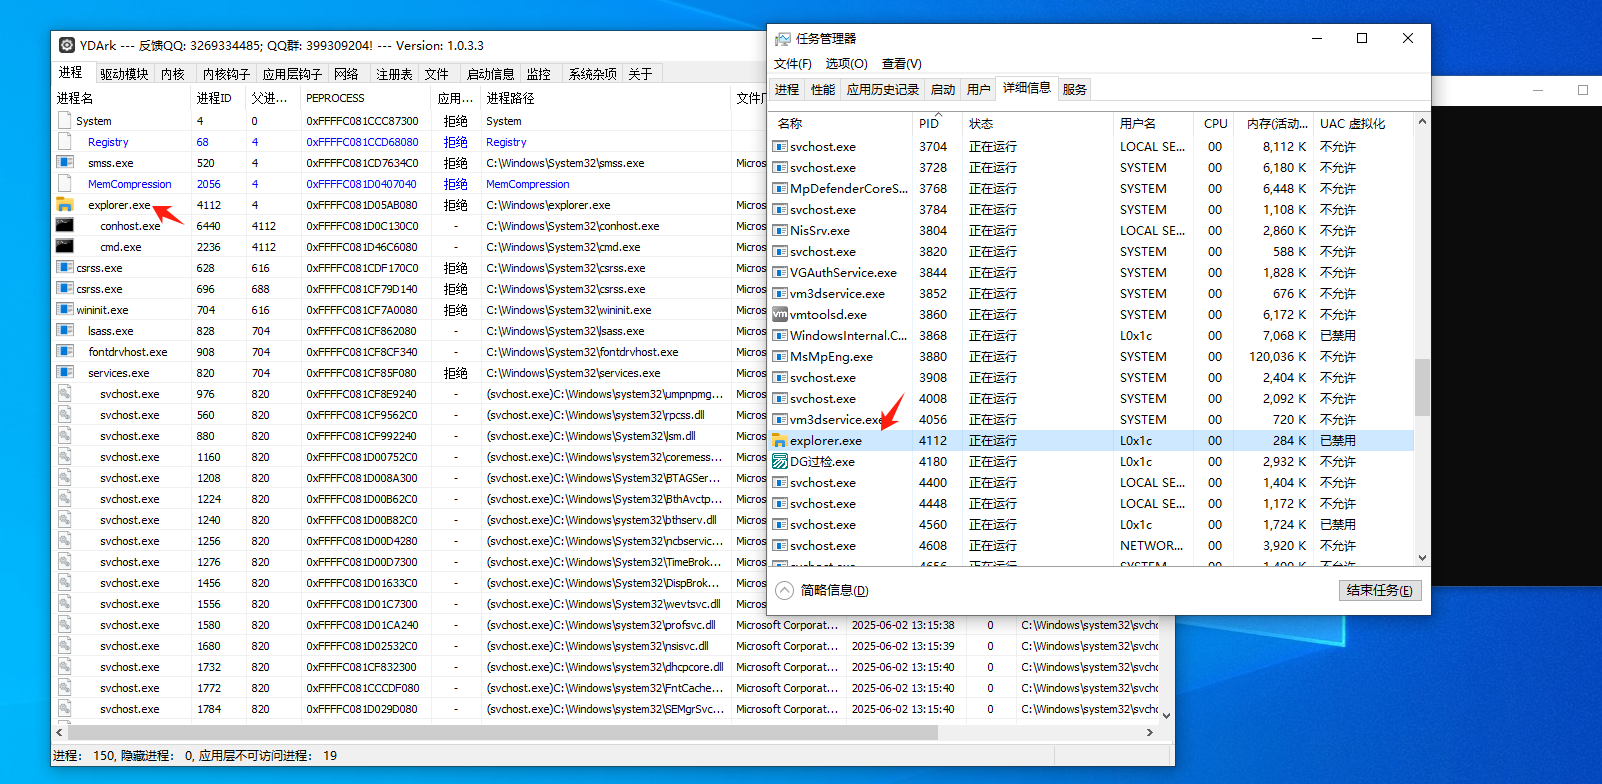 YDArk --- 反馈QQ: 3269334485; QQ群: 399309204! --- Version: 1.0.3.3
进程 驱动模块 内核 内核钩子 应用层钩子 网络 注册表 文件 启动信息 监控 系统杂项 关于
进程名 进程ID 父进... PEPROCESS 应用... 进程路径
System 4 0 0xFFFFC081CCC87300 拒绝 System
Registry 68 4 0xFFFFC081CCD68080 拒绝 Registry
smss.exe 520 4 0xFFFFC081CD7634C0 拒绝 C:\Windows\System32\smss.exe Micros
MemCompression 2056 4 0xFFFFC081D0407040 拒绝 MemCompression
explorer.exe 4112 4 0xFFFFC081D05AB080 拒绝 C:\Windows\explorer.exe Micros
conhost.exe 6440 4112 0xFFFFC081D0C130C0 - C:\Windows\System32\conhost.exe Micros
cmd.exe 2236 4112 0xFFFFC081D46C6080 - C:\Windows\System32\cmd.exe Micros
csrss.exe 628 616 0xFFFFC081CDF170C0 拒绝 C:\Windows\System32\csrss.exe Micros
csrss.exe 696 688 0xFFFFC081CF79D140 拒绝 C:\Windows\System32\csrss.exe Micros
wininit.exe 704 616 0xFFFFC081CF7A0080 拒绝 C:\Windows\System32\wininit.exe Micros
lsass.exe 828 704 0xFFFFC081CF862080 - C:\Windows\System32\lsass.exe Micros
fontdrvhost.exe 908 704 0xFFFFC081CF8CF340 - C:\Windows\System32\fontdrvhost.exe Micros
services.exe 820 704 0xFFFFC081CF85F080 拒绝 C:\Windows\System32\services.exe Micros
svchost.exe 976 820 0xFFFFC081CF8E9240 - (svchost.exe)C:\Windows\system32\umpnpmg... Micros
svchost.exe 560 820 0xFFFFC081CF9562C0 - (svchost.exe)C:\Windows\system32\rpcss.dll Micros
svchost.exe 880 820 0xFFFFC081CF992240 - (svchost.exe)C:\Windows\System32\lsm.dll Micros
svchost.exe 1160 820 0xFFFFC081D00752C0 - (svchost.exe)C:\Windows\system32\coremess... Micros
svchost.exe 1208 820 0xFFFFC081D008A300 - (svchost.exe)C:\Windows\System32\BTAGSer... Micros
svchost.exe 1224 820 0xFFFFC081D00B62C0 - (svchost.exe)C:\Windows\System32\BthAvctp... Micros
svchost.exe 1240 820 0xFFFFC081D00B82C0 - (svchost.exe)C:\Windows\system32\bthserv.dll Micros
svchost.exe 1256 820 0xFFFFC081D00D4280 - (svchost.exe)C:\Windows\System32\ncbservic... Micros
svchost.exe 1276 820 0xFFFFC081D00D7300 - (svchost.exe)C:\Windows\System32\TimeBrok... Micros
svchost.exe 1456 820 0xFFFFC081D01633C0 - (svchost.exe)C:\Windows\System32\DispBrok... Micros
svchost.exe 1556 820 0xFFFFC081D01C7300 - (svchost.exe)C:\Windows\System32\wevtsvc.dll Micros
svchost.exe 1580 820 0xFFFFC081D01CA240 - (svchost.exe)C:\Windows\system32\profsvc.dll Microsoft Corporat... 2025-06-02 13:15:38 0 C:\Windows\system32\svchc
svchost.exe 1680 820 0xFFFFC081D02532C0 - (svchost.exe)C:\Windows\system32\nsisvc.dll Microsoft Corporat... 2025-06-02 13:15:39 0 C:\Windows\system32\svchc
svchost.exe 1732 820 0xFFFFC081CF832300 - (svchost.exe)C:\Windows\system32\dhcpcore.dll Microsoft Corporat... 2025-06-02 13:15:40 0 C:\Windows\system32\svchc
svchost.exe 1772 820 0xFFFFC081CCCDF080 - (svchost.exe)C:\Windows\system32\FntCache... Microsoft Corporat... 2025-06-02 13:15:40 0 C:\Windows\system32\svchc
svchost.exe 1784 820 0xFFFFC081D029D080 - (svchost.exe)C:\Windows\system32\SEMgrSvc... Microsoft Corporat... 2025-06-02 13:15:40 0 C:\Windows\system32\svchc
进程: 150, 隐藏进程: 0, 应用层不可访问进程: 19
任务管理器
文件(F) 选项(O) 查看(V)
进程 性能 应用历史记录 启动 用户 详细信息 服务
名称 PID 状态 用户名 CPU 内存(活动... UAC 虚拟化
svchost.exe 3704 正在运行 LOCAL SE... 00 8,112 K 不允许
svchost.exe 3728 正在运行 SYSTEM 00 6,180 K 不允许
MpDefenderCoreS... 3768 正在运行 SYSTEM 00 6,448 K 不允许
svchost.exe 3784 正在运行 SYSTEM 00 1,108 K 不允许
NisSrv.exe 3804 正在运行 LOCAL SE... 00 2,860 K 不允许
svchost.exe 3820 正在运行 SYSTEM 00 588 K 不允许
VGAuthService.exe 3844 正在运行 SYSTEM 00 1,828 K 不允许
vm3dservice.exe 3852 正在运行 SYSTEM 00 676 K 不允许
vmtoolsd.exe 3860 正在运行 SYSTEM 00 6,172 K 不允许
WindowsInternal.C... 3868 正在运行 L0x1c 00 7,068 K 已禁用
MsMpEng.exe 3880 正在运行 SYSTEM 00 120,036 K 不允许
svchost.exe 3908 正在运行 SYSTEM 00 2,404 K 不允许
svchost.exe 4008 正在运行 SYSTEM 00 2,092 K 不允许
vm3dservice.exe 4056 正在运行 SYSTEM 00 720 K 不允许
explorer.exe 4112 正在运行 L0x1c 00 284 K 已禁用
DG过检.exe 4180 正在运行 L0x1c 00 2,932 K 不允许
svchost.exe 4400 正在运行 LOCAL SE... 00 1,404 K 不允许
svchost.exe 4448 正在运行 LOCAL SE... 00 1,172 K 不允许
svchost.exe 4560 正在运行 L0x1c 00 1,724 K 已禁用
svchost.exe 4608 正在运行 NETWOR... 00 3,920 K 不允许
简略信息(D) 结束任务(E)